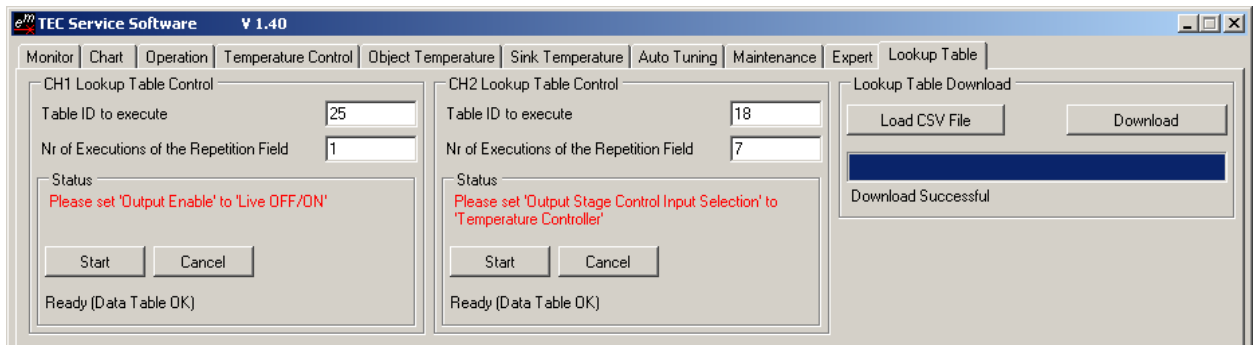 TEC Service Software V 1.40
Monitor Chart Operation Temperature Control Object Temperature Sink Temperature Auto Tuning Maintenance Expert Lookup Table
CH1 Lookup Table Control
Table ID to execute 25
Nr of Executions of the Repetition Field 1
Status
Please set 'Output Enable' to 'Live OFF/ON'
Start Cancel
Ready (Data Table OK)
CH2 Lookup Table Control
Table ID to execute 18
Nr of Executions of the Repetition Field 7
Status
Please set 'Output Stage Control Input Selection' to
'Temperature Controller'
Start Cancel
Ready (Data Table OK)
Lookup Table Download
Load CSV File Download
Download Successful